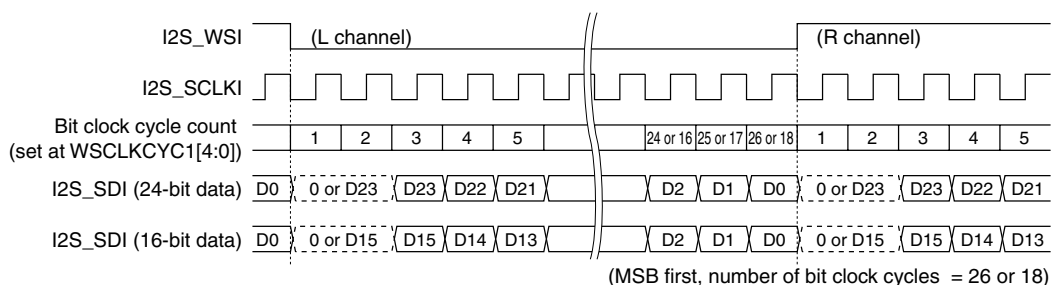 I2S_WSI (L channel) (R channel)
I2S_SCLKI
Bit clock cycle count
(set at WSCLKCYC1[4:0]) 1 2 3 4 5 24 or 16 25 or 17 26 or 18 1 2 3 4 5
I2S_SDI (24-bit data) D0 0 or D23 D23 D22 D21 D2 D1 D0 0 or D23 D23 D22 D21
I2S_SDI (16-bit data) D0 0 or D15 D15 D14 D13 D2 D1 D0 0 or D15 D15 D14 D13
(MSB first, number of bit clock cycles = 26 or 18)